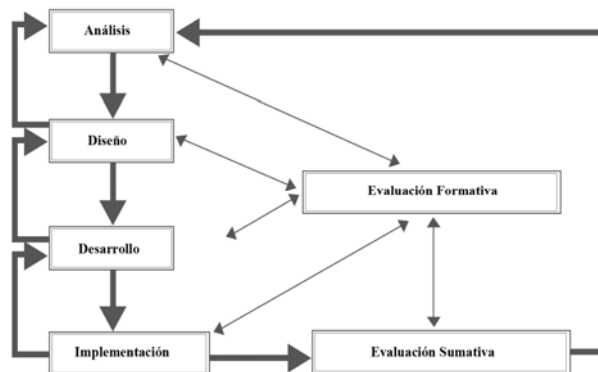 Análisis
Diseño
Evaluación Formativa
Desarrollo
Implementación
Evaluación Sumativa